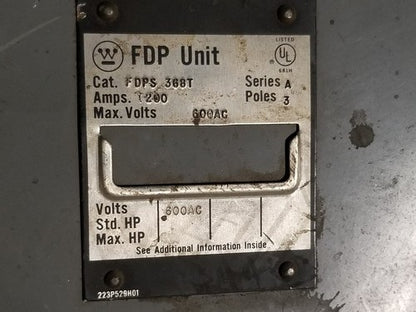 FDP Unit
LISTED
UL
Cat. FDPS 368T
Series A
Amps. 1200
Poles 3
Max. Volts 600AC
Volts 600AC
Std. HP
Max. HP
See Additional Information Inside
223P529H01